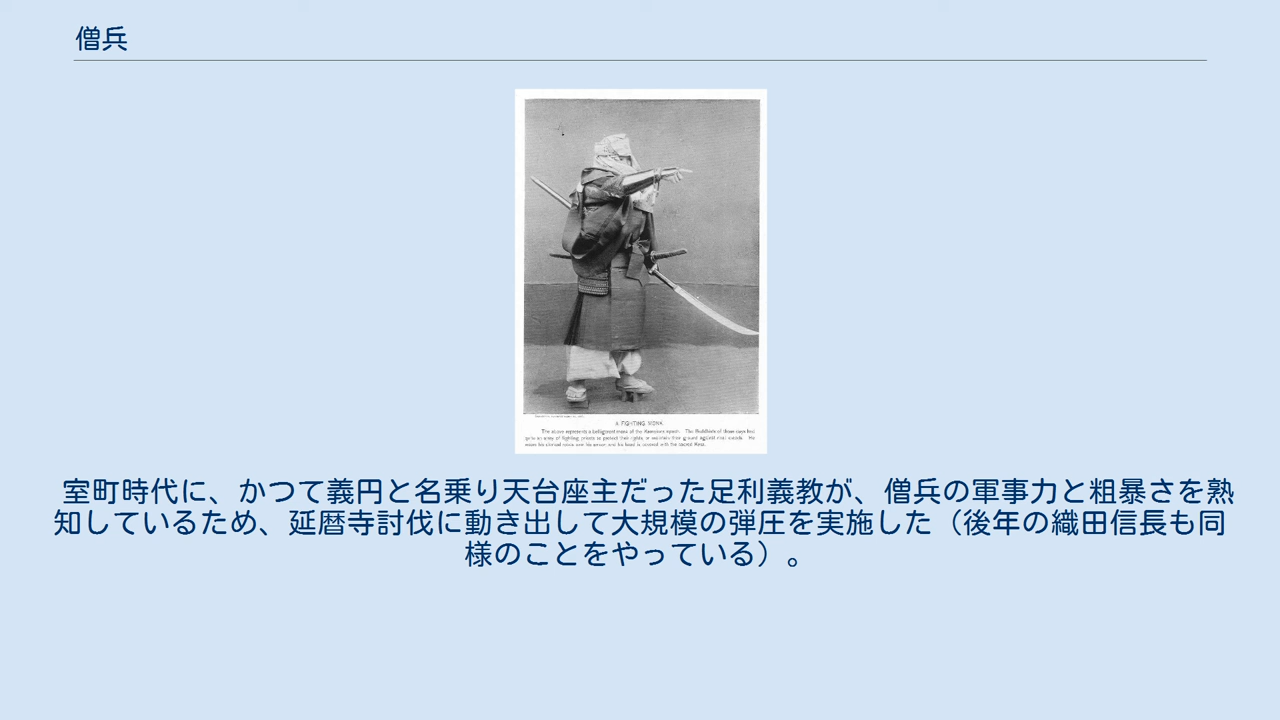 僧兵
A FIGHTING MONK
室町時代に、かつて義円と名乗り天台座主だった足利義教が、僧兵の軍事力と粗暴さを熟
知しているため、延暦寺討伐に動き出して大規模の弾圧を実施した（後年の織田信長も同
様のことをやっている）。